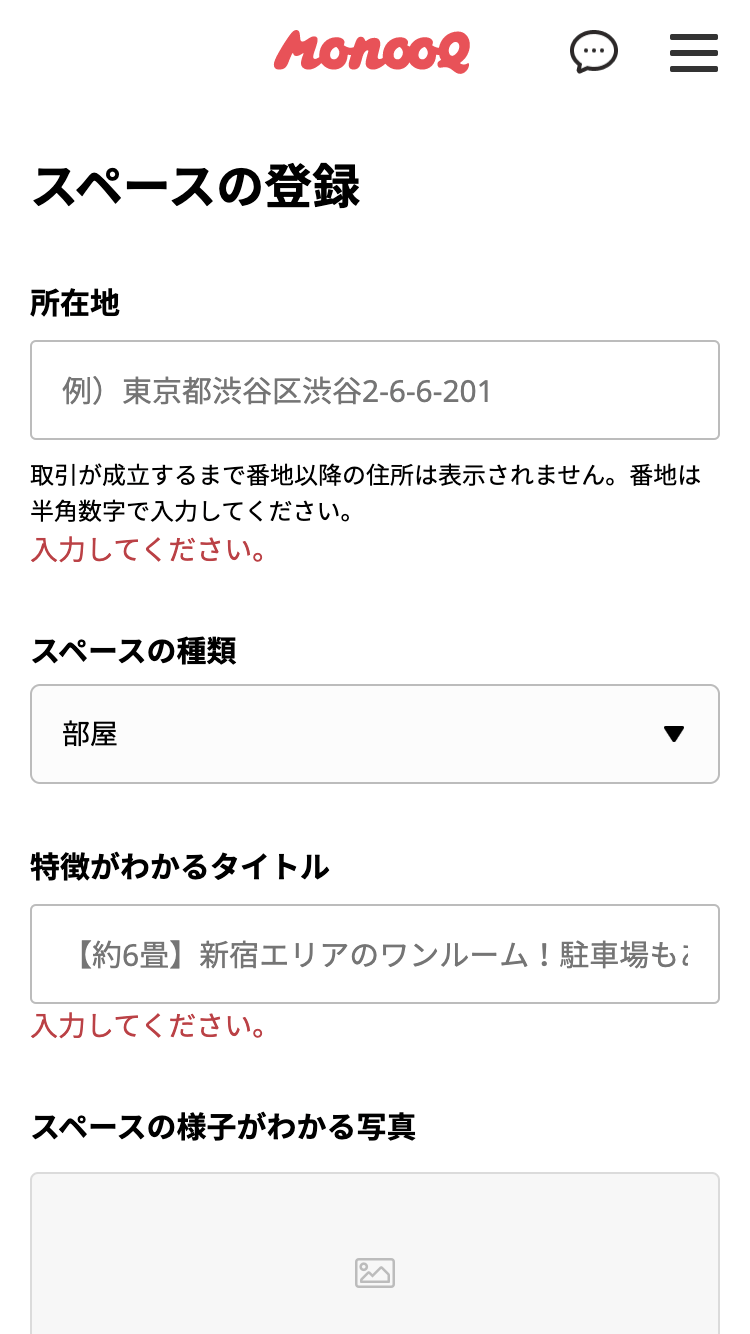 MonooQ
スペースの登録
所在地
例）東京都渋谷区渋谷2-6-6-201
取引が成立するまで番地以降の住所は表示されません。番地は
半角数字で入力してください。
入力してください。
スペースの種類
部屋
特徴がわかるタイトル
【約6畳】新宿エリアのワンルーム！駐車場も
入力してください。
スペースの様子がわかる写真